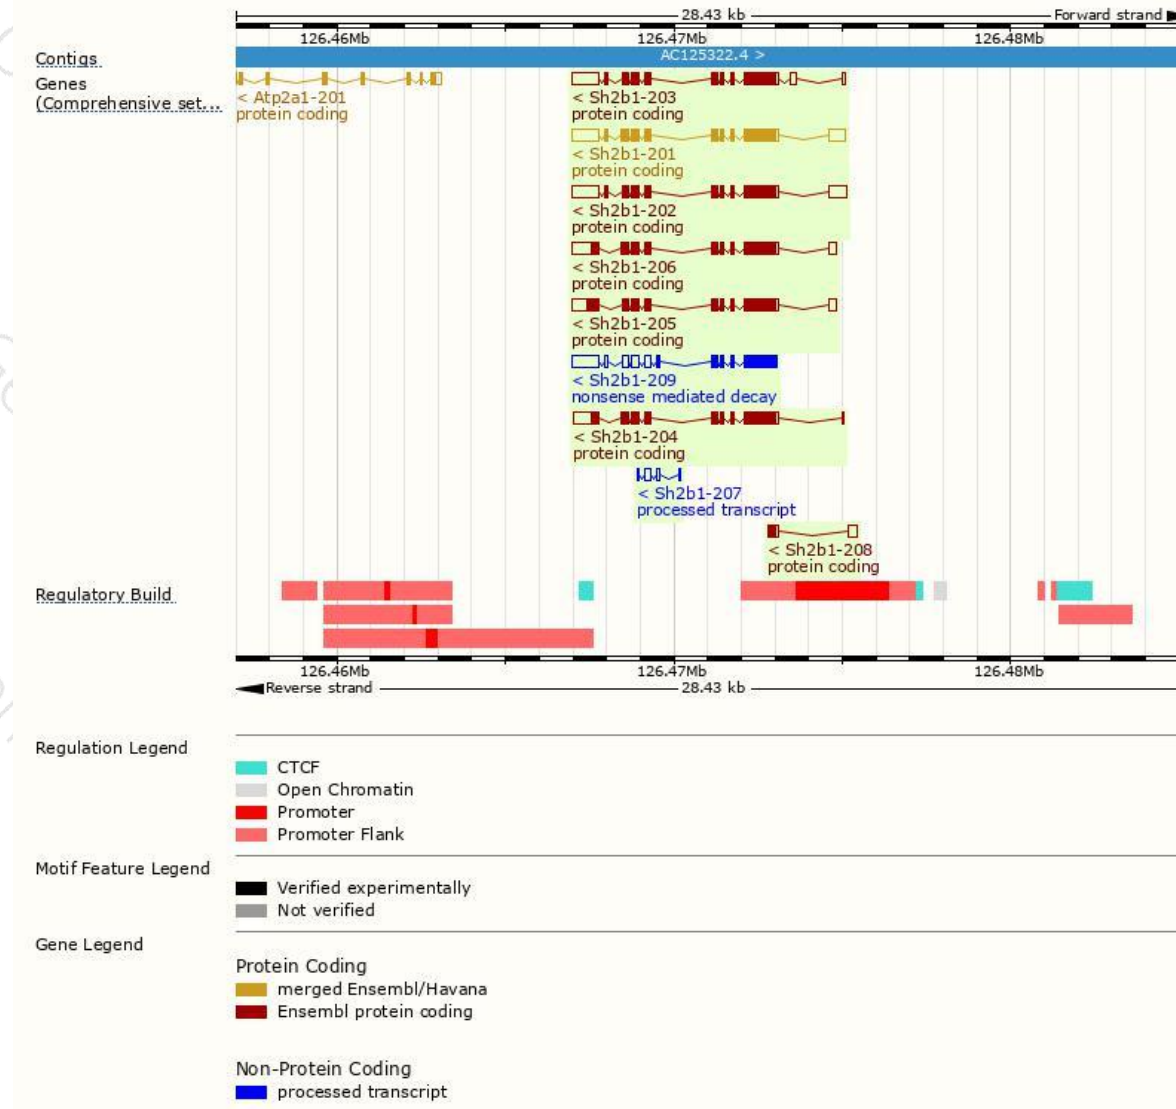 28.43 kb
Forward strand
126.46Mb 126.47Mb 126.48Mb
Contigs
AC125322.4 >
Genes
(Comprehensive set...
< Atp2a1-201
protein coding
< Sh2b1-203
protein coding
< Sh2b1-201
protein coding
< Sh2b1-202
protein coding
< Sh2b1-206
protein coding
< Sh2b1-205
protein coding
< Sh2b1-209
nonsense mediated decay
< Sh2b1-204
protein coding
< Sh2b1-207
processed transcript
< Sh2b1-208
protein coding
Regulatory Build
126.46Mb 126.47Mb 126.48Mb
Reverse strand
28.43 kb
Regulation Legend
CTCF
Open Chromatin
Promoter
Promoter Flank
Motif Feature Legend
Verified experimentally
Not verified
Gene Legend
Protein Coding
merged Ensembl/Havana
Ensembl protein coding
Non-Protein Coding
processed transcript